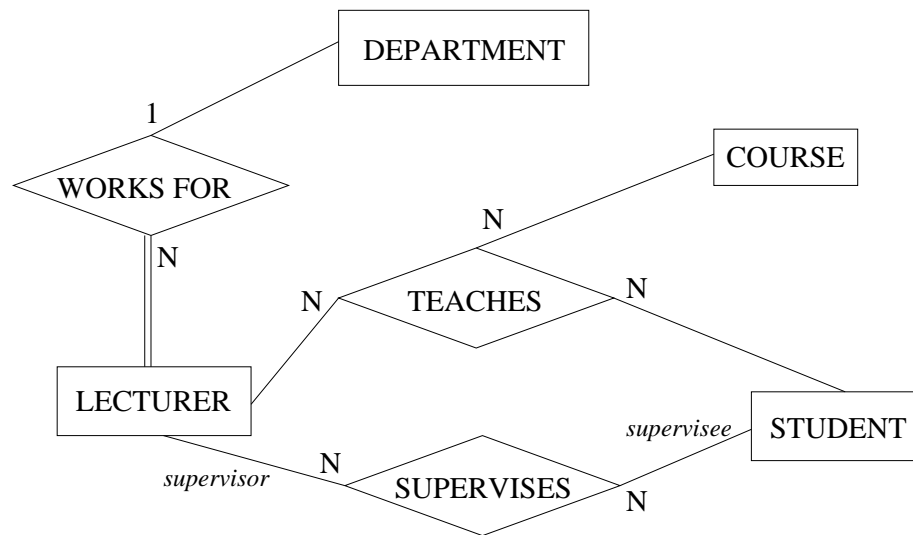 DEPARTMENT
1
COURSE
WORKS FOR
N
N
N
TEACHES
N
LECTURER
STUDENT
supervisee
supervisor
N
SUPERVISES
N